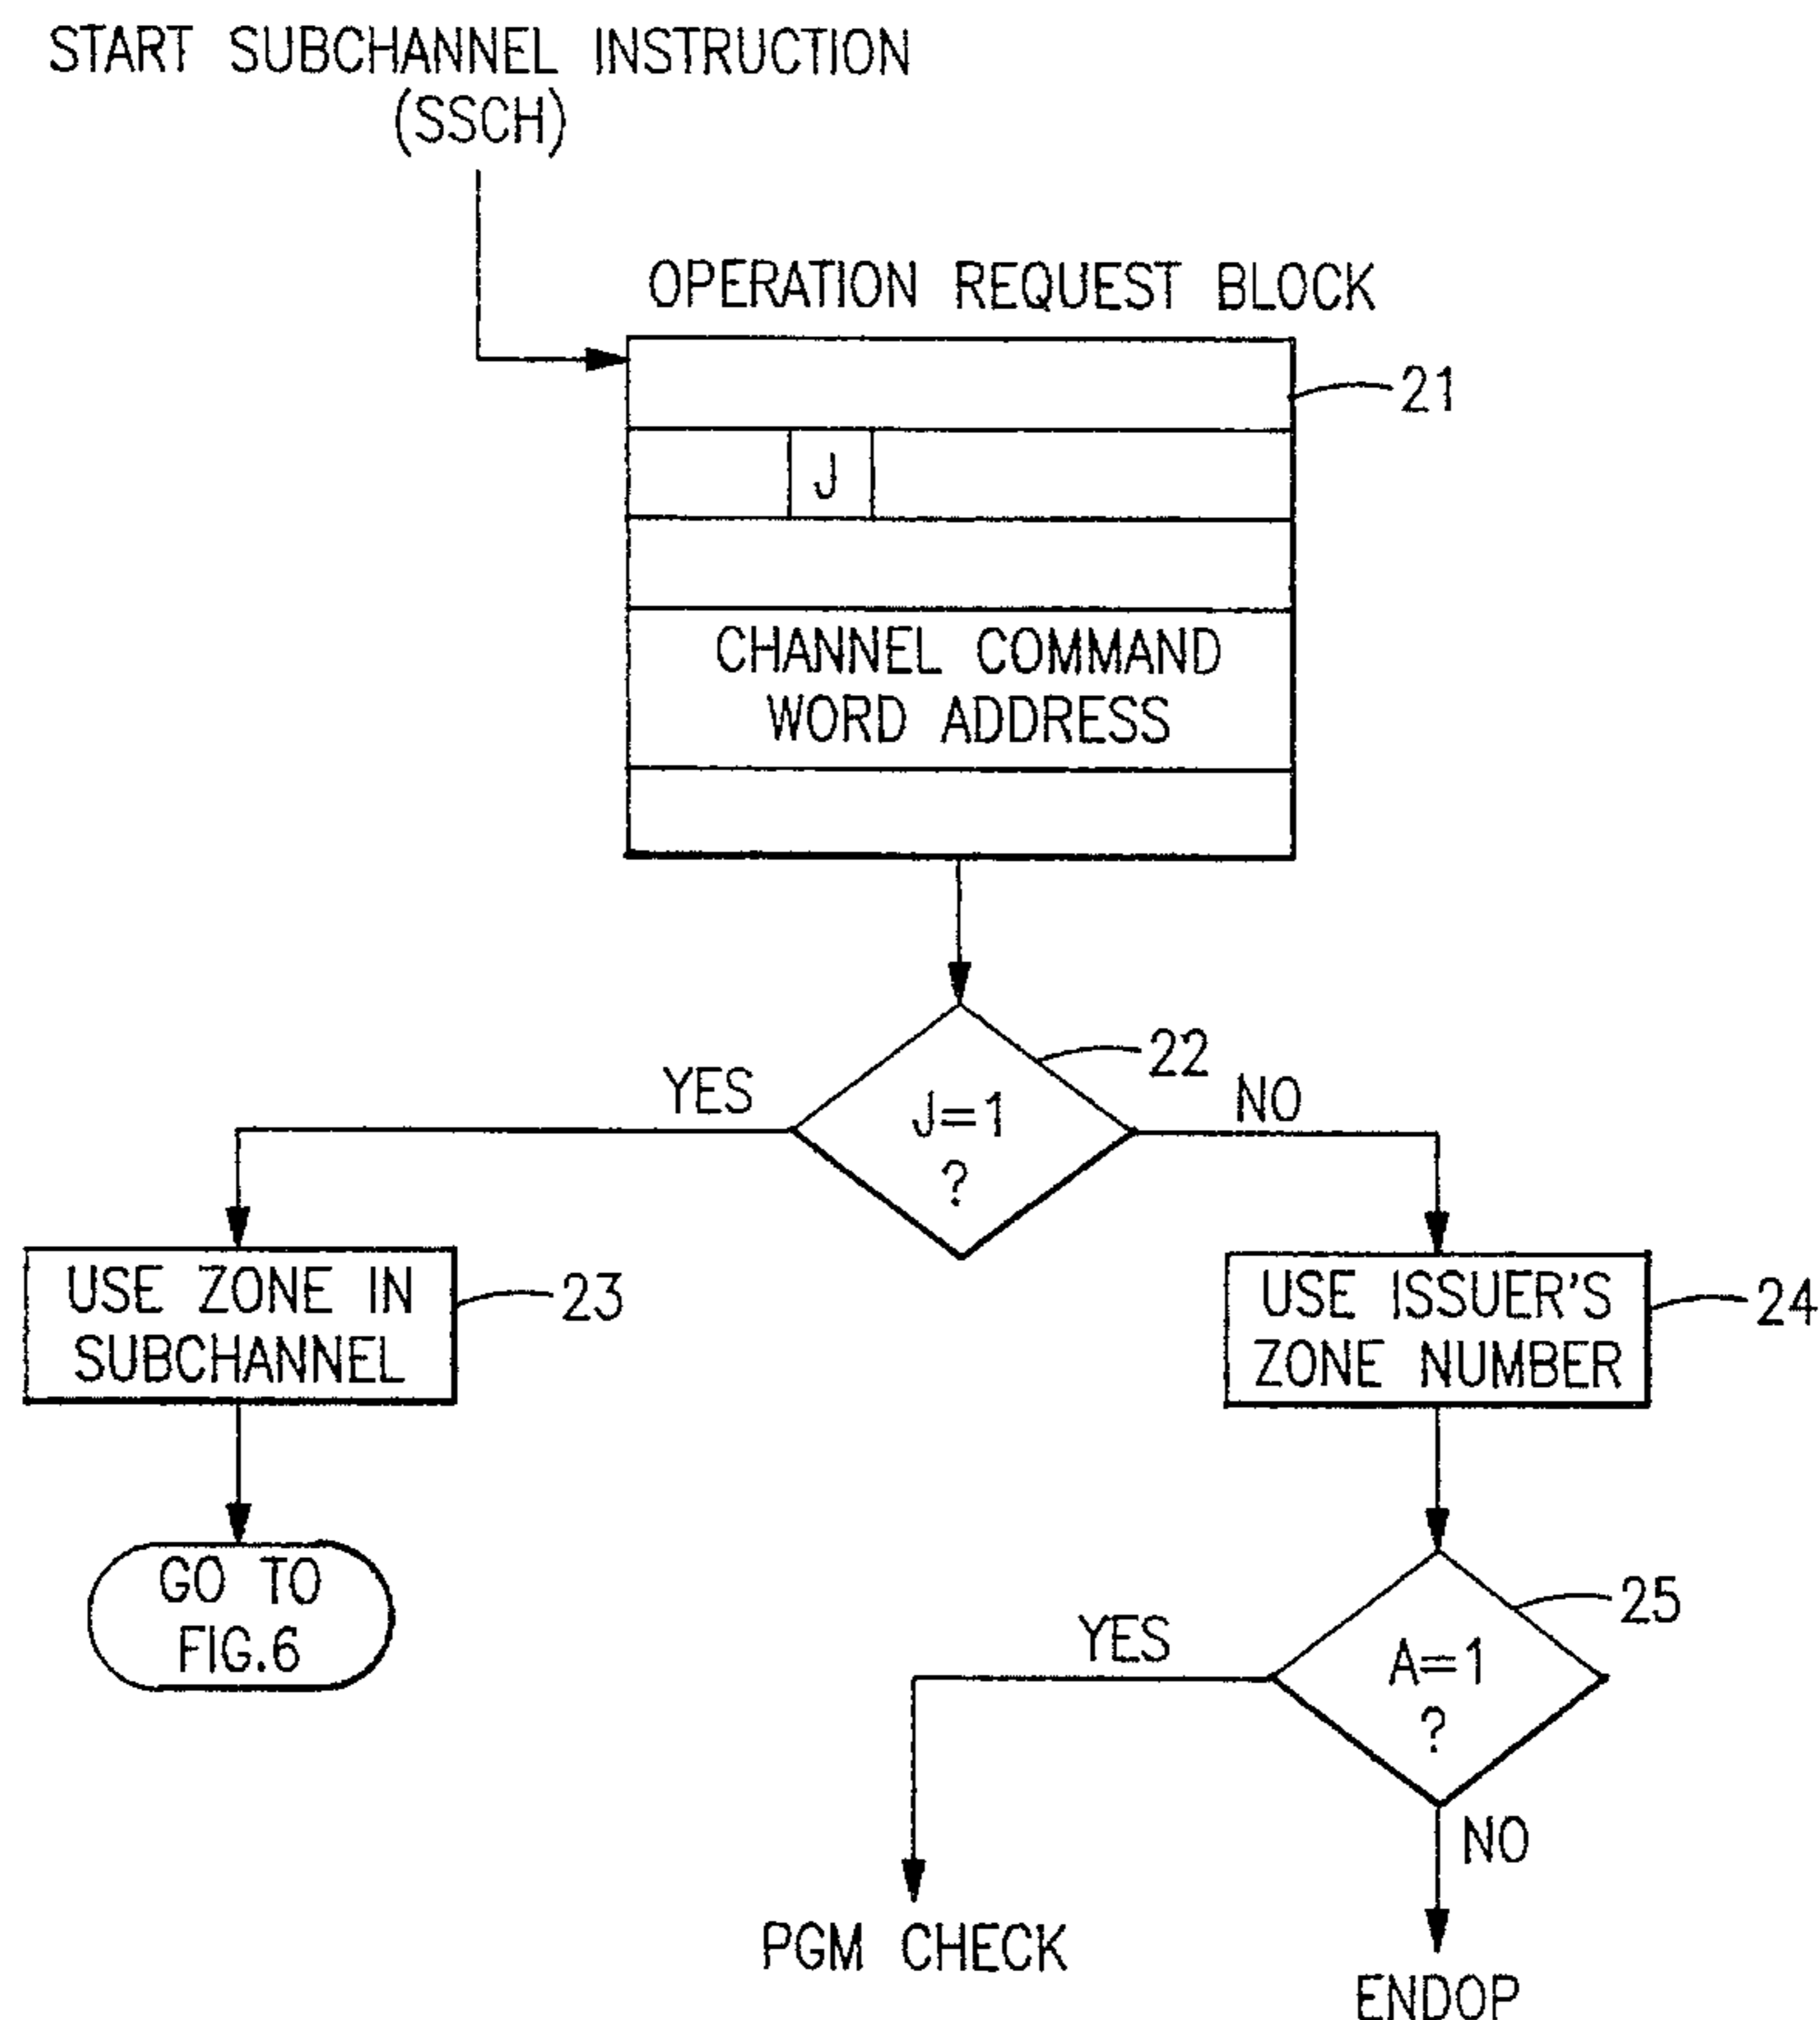 START SUBCHANNEL INSTRUCTION
(SSCH)
OPERATION REQUEST BLOCK
21
J
CHANNEL COMMAND
WORD ADDRESS
22
YES
NO
J=1
?
USE ZONE IN
SUBCHANNEL
23
USE ISSUER'S
ZONE NUMBER
24
GO TO
FIG.6
25
YES
A=1
?
NO
PGM CHECK
ENDOP